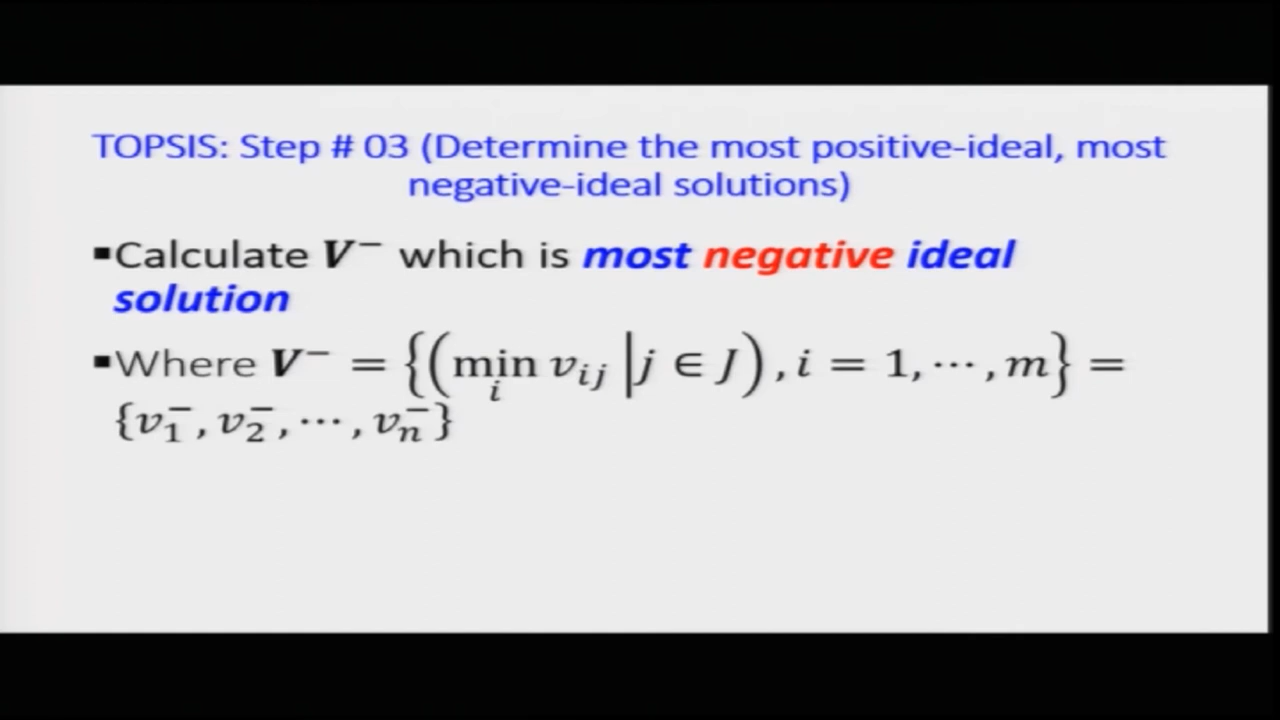 TOPSIS: Step # 03 (Determine the most positive-ideal, most
negative-ideal solutions)
▪Calculate V⁻ which is most negative ideal
solution
▪Where V⁻ = {(min_i v_ij | j ∈ J), i = 1, ⋯, m} =
{v₁⁻, v₂⁻, ⋯, vₙ⁻}